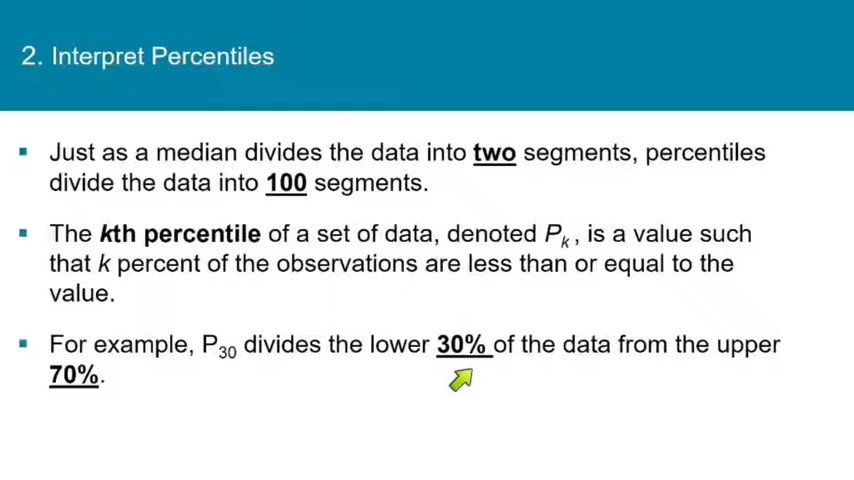 2. Interpret Percentiles
▪ Just as a median divides the data into two segments, percentiles
divide the data into 100 segments.
▪ The kth percentile of a set of data, denoted Pk , is a value such
that k percent of the observations are less than or equal to the
value.
▪ For example, P30 divides the lower 30% of the data from the upper
70%.